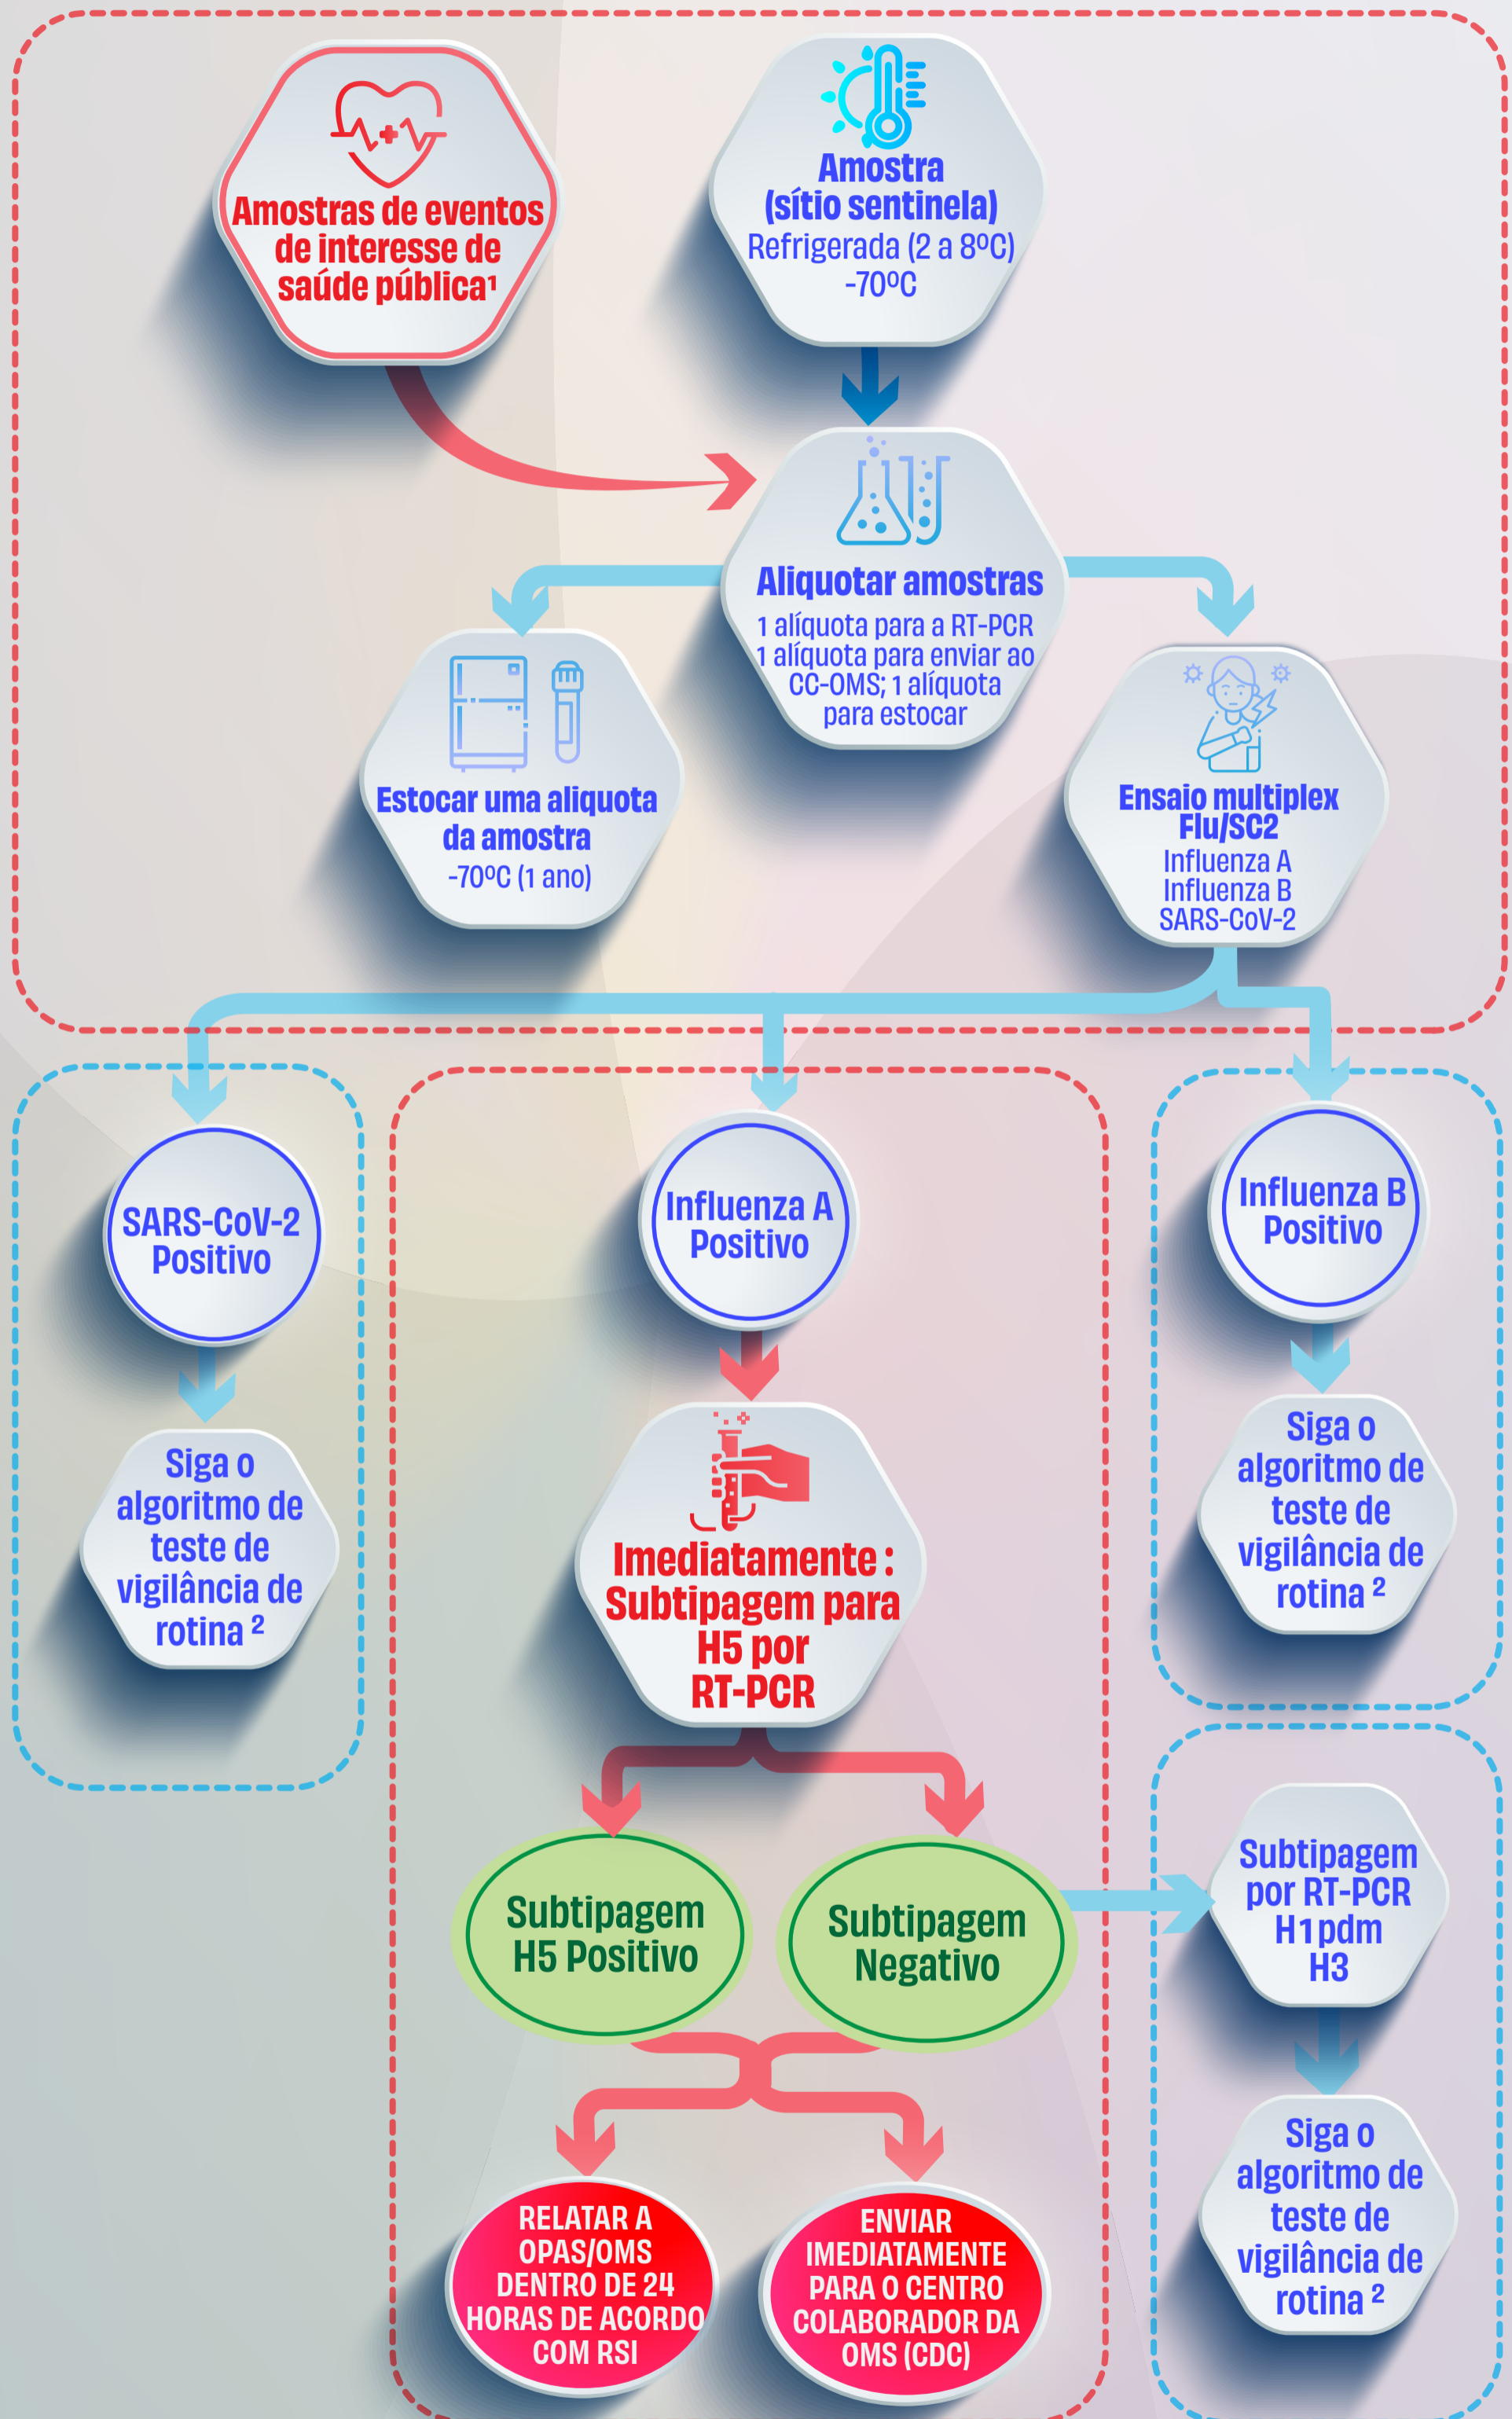 Amostras de eventos
de interesse de
saúde pública¹
Amostra
(sítio sentinela)
Refrigerada (2 a 8ºC)
-70ºC
Aliquotar amostras
1 alíquota para a RT-PCR
1 alíquota para enviar ao
CC-OMS; 1 alíquota
para estocar
Estocar uma aliquota
da amostra
-70ºC (1 ano)
Ensaio multiplex
Flu/SC2
Influenza A
Influenza B
SARS-CoV-2
SARS-CoV-2
Positivo
Influenza A
Positivo
Influenza B
Positivo
Siga o
algoritmo de
teste de
vigilância de
rotina ²
Imediatamente :
Subtipagem para
H5 por
RT-PCR
Siga o
algoritmo de
teste de
vigilância de
rotina ²
Subtipagem
H5 Positivo
Subtipagem
Negativo
Subtipagem
por RT-PCR
H1pdm
H3
RELATAR A
OPAS/OMS
DENTRO DE 24
HORAS DE ACORDO
COM RSI
ENVIAR
IMEDIATAMENTE
PARA O CENTRO
COLABORADOR DA
OMS (CDC)
Siga o
algoritmo de
teste de
vigilância de
rotina ²